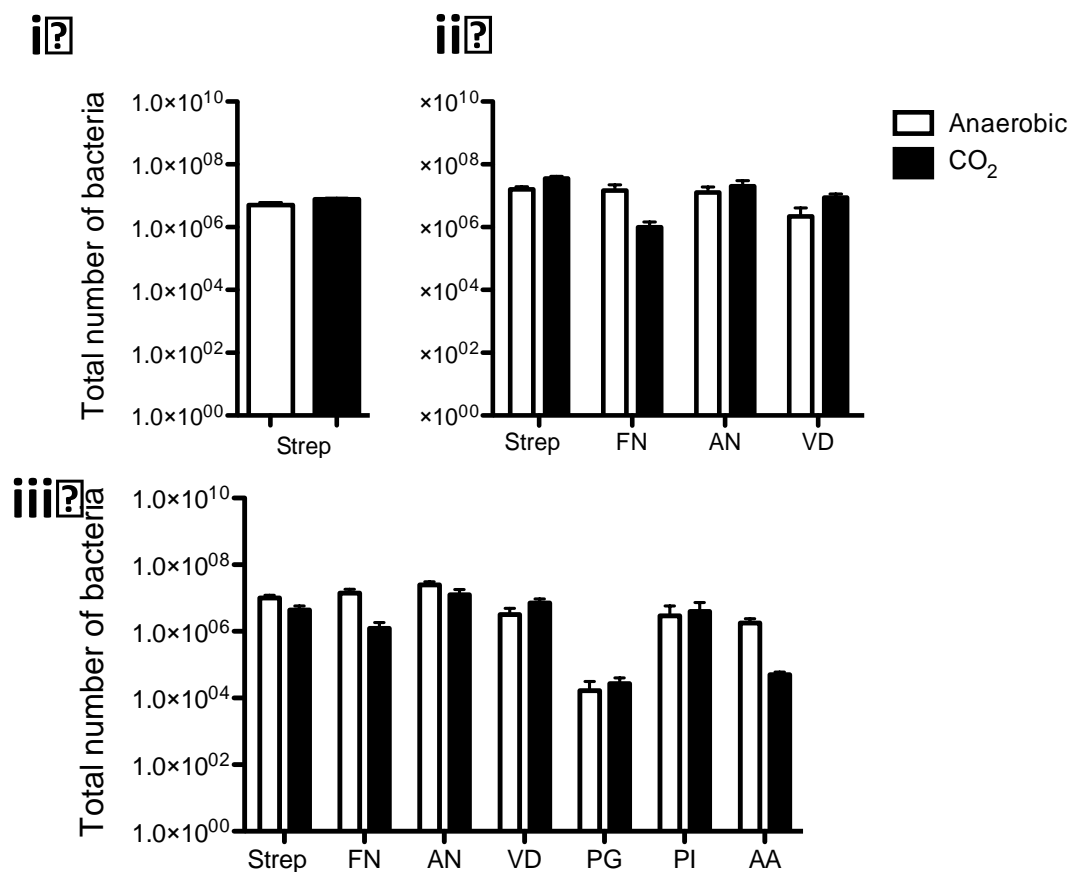 i�
ii�
Total number of bacteria
1.0×10¹⁰
1.0×10⁰⁸
1.0×10⁰⁶
1.0×10⁰⁴
1.0×10⁰²
1.0×10⁰⁰
Strep
×10¹⁰
×10⁰⁸
×10⁰⁶
×10⁰⁴
×10⁰²
×10⁰⁰
Strep FN AN VD
Anaerobic
CO₂
iii�
Total number of bacteria
1.0×10¹⁰
1.0×10⁰⁸
1.0×10⁰⁶
1.0×10⁰⁴
1.0×10⁰²
1.0×10⁰⁰
Strep FN AN VD PG PI AA